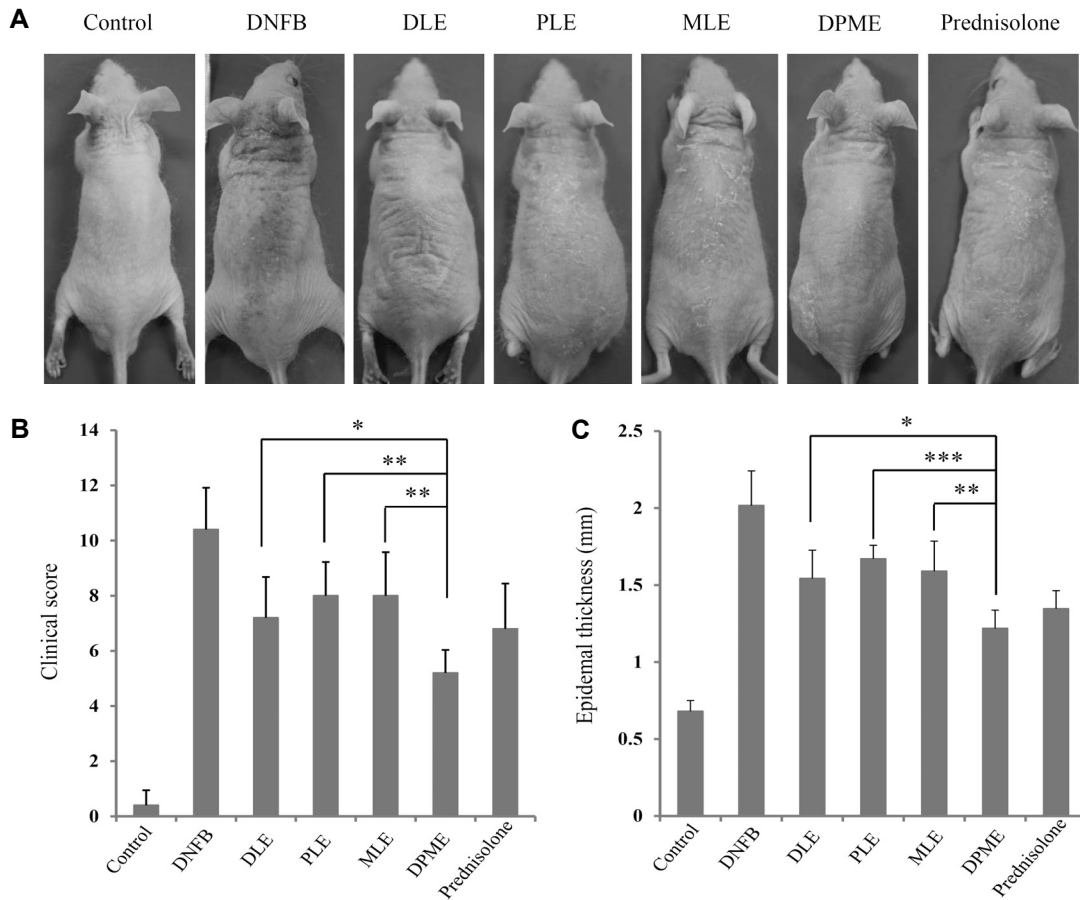 A
Control DNFB DLE PLE MLE DPME Prednisolone
B
14
12
10
8
6
4
2
0
Clinical score
*
**
**
Control DNFB DLE PLE MLE DPME Prednisolone
C
2.5
2
1.5
1
0.5
0
Epidemal thickness (mm)
*
***
**
Control DNFB DLE PLE MLE DPME Prednisolone